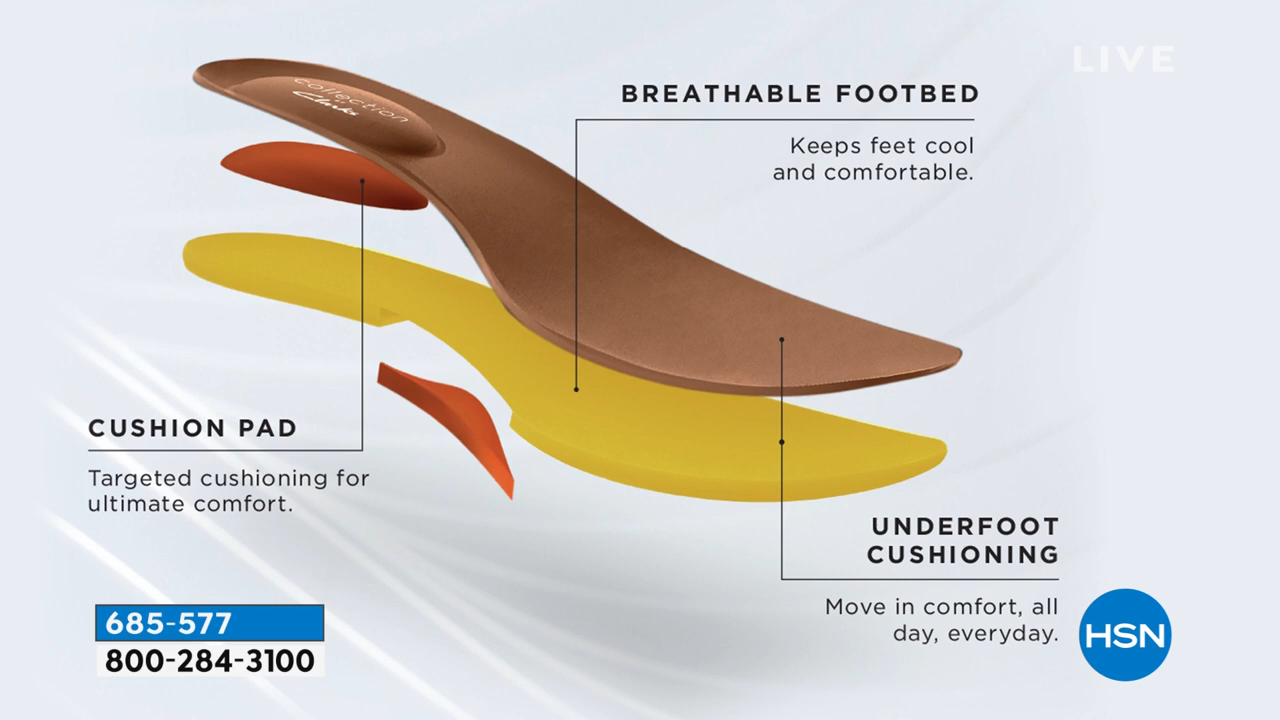 LIVE
collection
Clarks
BREATHABLE FOOTBED
Keeps feet cool
and comfortable.
CUSHION PAD
Targeted cushioning for
ultimate comfort.
UNDERFOOT
CUSHIONING
Move in comfort, all
day, everyday.
685-577
800-284-3100
HSN